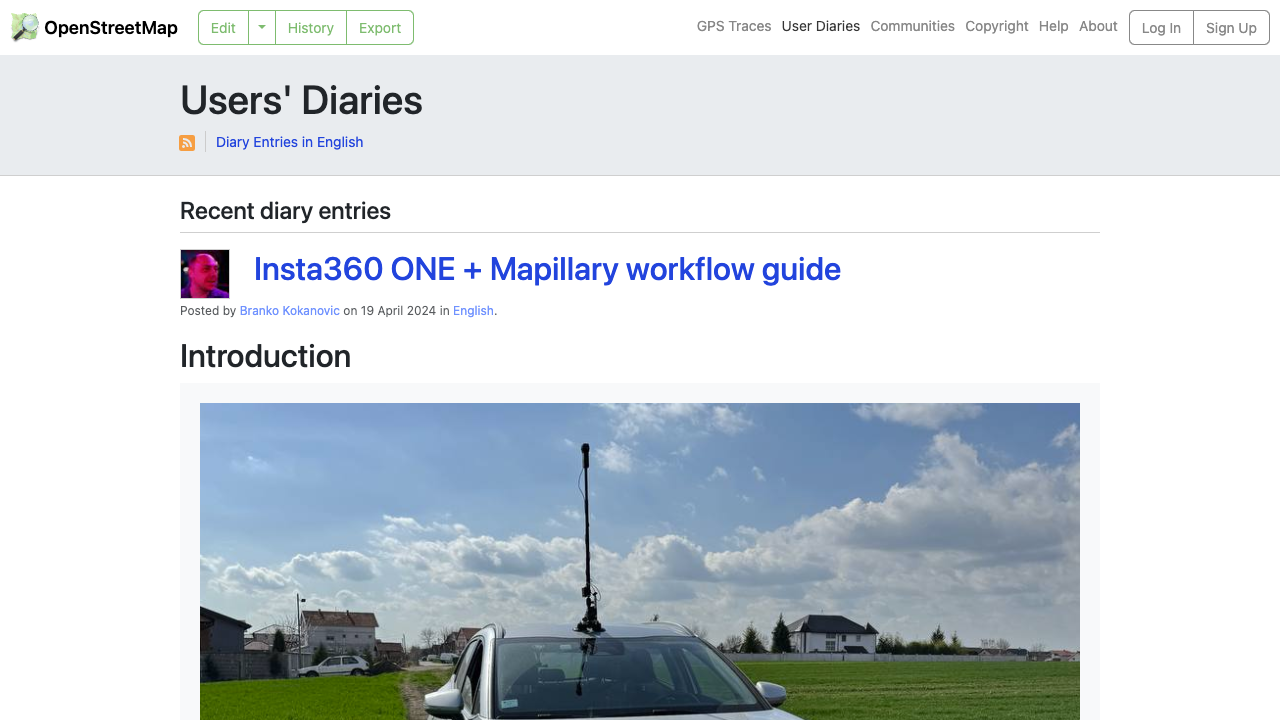 OpenStreetMap Edit History Export GPS Traces User Diaries Communities Copyright Help About Log In Sign Up
Users' Diaries
Diary Entries in English
Recent diary entries
Insta360 ONE + Mapillary workflow guide
Posted by Branko Kokanovic on 19 April 2024 in English.
Introduction